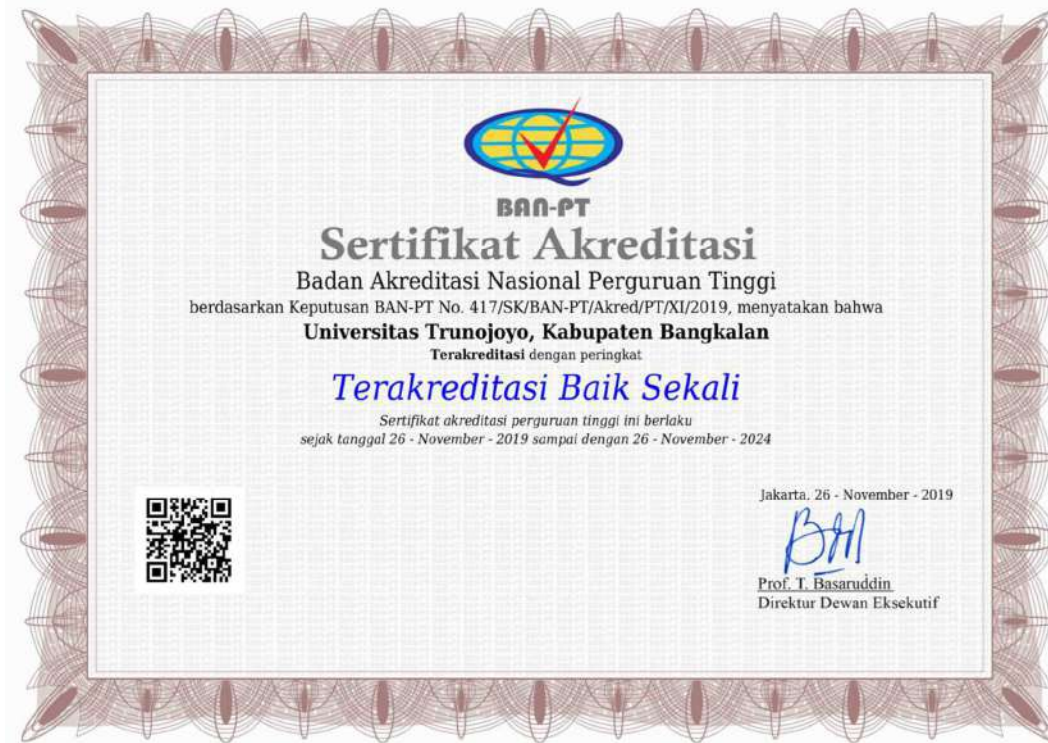 BAN-PT
Sertifikat Akreditasi
Badan Akreditasi Nasional Perguruan Tinggi
berdasarkan Keputusan BAN-PT No. 417/SK/BAN-PT/Akred/PT/XI/2019, menyatakan bahwa
Universitas Trunojoyo, Kabupaten Bangkalan
Terakreditasi dengan peringkat
Terakreditasi Baik Sekali
Sertifikat akreditasi perguruan tinggi ini berlaku
sejak tanggal 26 - November - 2019 sampai dengan 26 - November - 2024
Jakarta. 26 - November - 2019
Prof. T. Basaruddin
Direktur Dewan Eksekutif